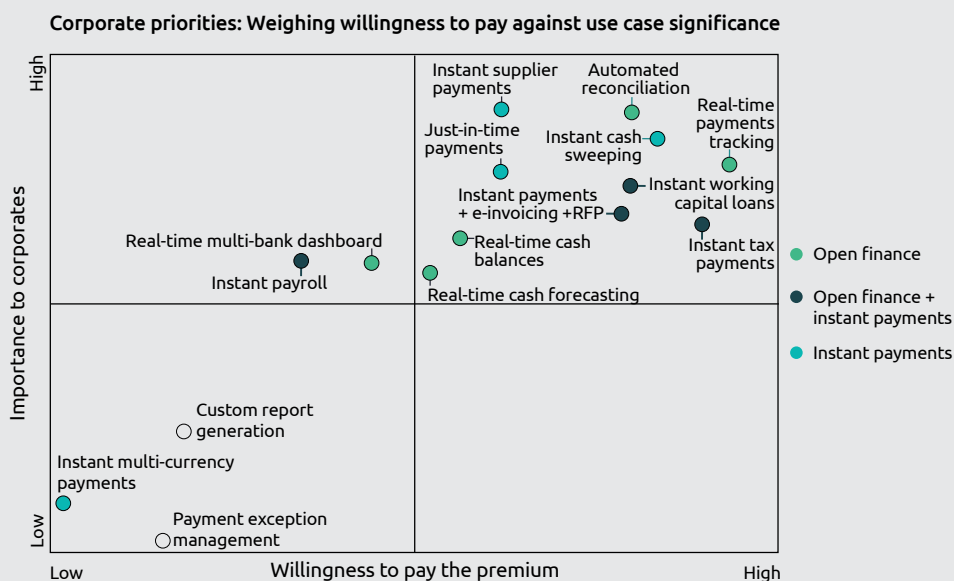 Corporate priorities: Weighing willingness to pay against use case significance
High
Importance to corporates
Low
Instant supplier
payments
Automated
reconciliation
Real-time
payments
tracking
Just-in-time
payments
Instant cash
sweeping
Instant payments
+ e-invoicing +RFP
Instant working
capital loans
Real-time multi-bank dashboard
Instant payroll
Real-time cash
balances
Instant tax
payments
Real-time cash forecasting
Custom report
generation
Instant multi-currency
payments
Payment exception
management
Low
Willingness to pay the premium
High
Open finance
Open finance +
instant payments
Instant payments